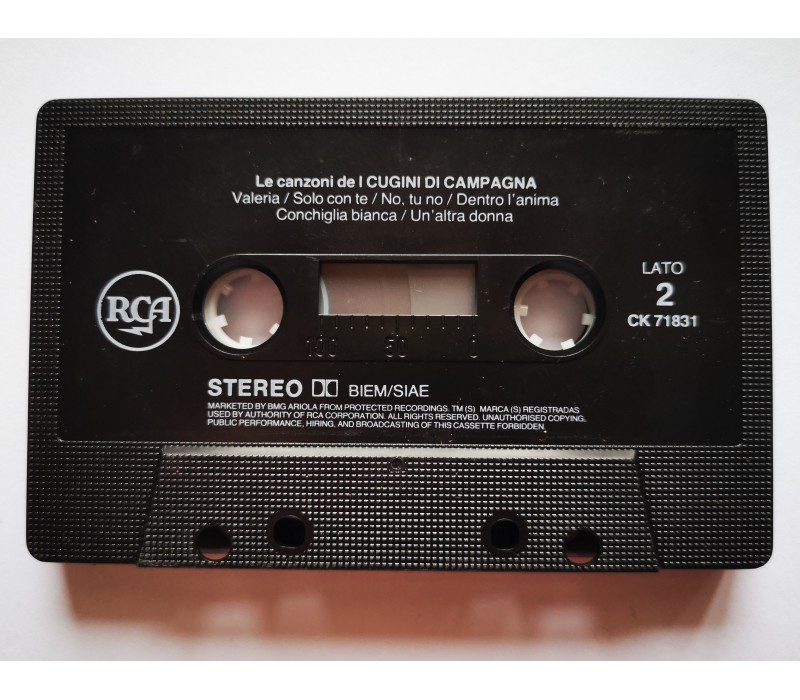 Le canzoni de I CUGINI DI CAMPAGNA
Valeria / Solo con te / No, tu no / Dentro l'anima
Conchiglia bianca / Un'altra donna
RCA
LATO
2
CK 71831
100 50 0
STEREO BIEM/SIAE
MARKETED BY BMG ARIOLA FROM PROTECTED RECORDINGS. TM (S) MARCA (S) REGISTRADAS
USED BY AUTHORITY OF RCA CORPORATION. ALL RIGHTS RESERVED. UNAUTHORISED COPYING,
PUBLIC PERFORMANCE, HIRING, AND BROADCASTING OF THIS CASSETTE FORBIDDEN.